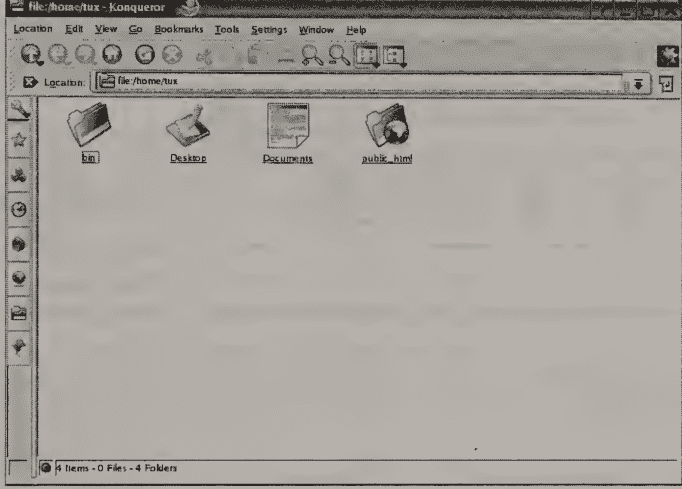 file:/home/tux - Konqueror
Location Edit View Go Bookmarks Tools Settings Window Help
Location: file:/home/tux
bin Desktop Documents public_html
4 Items - 0 Files - 4 Folders